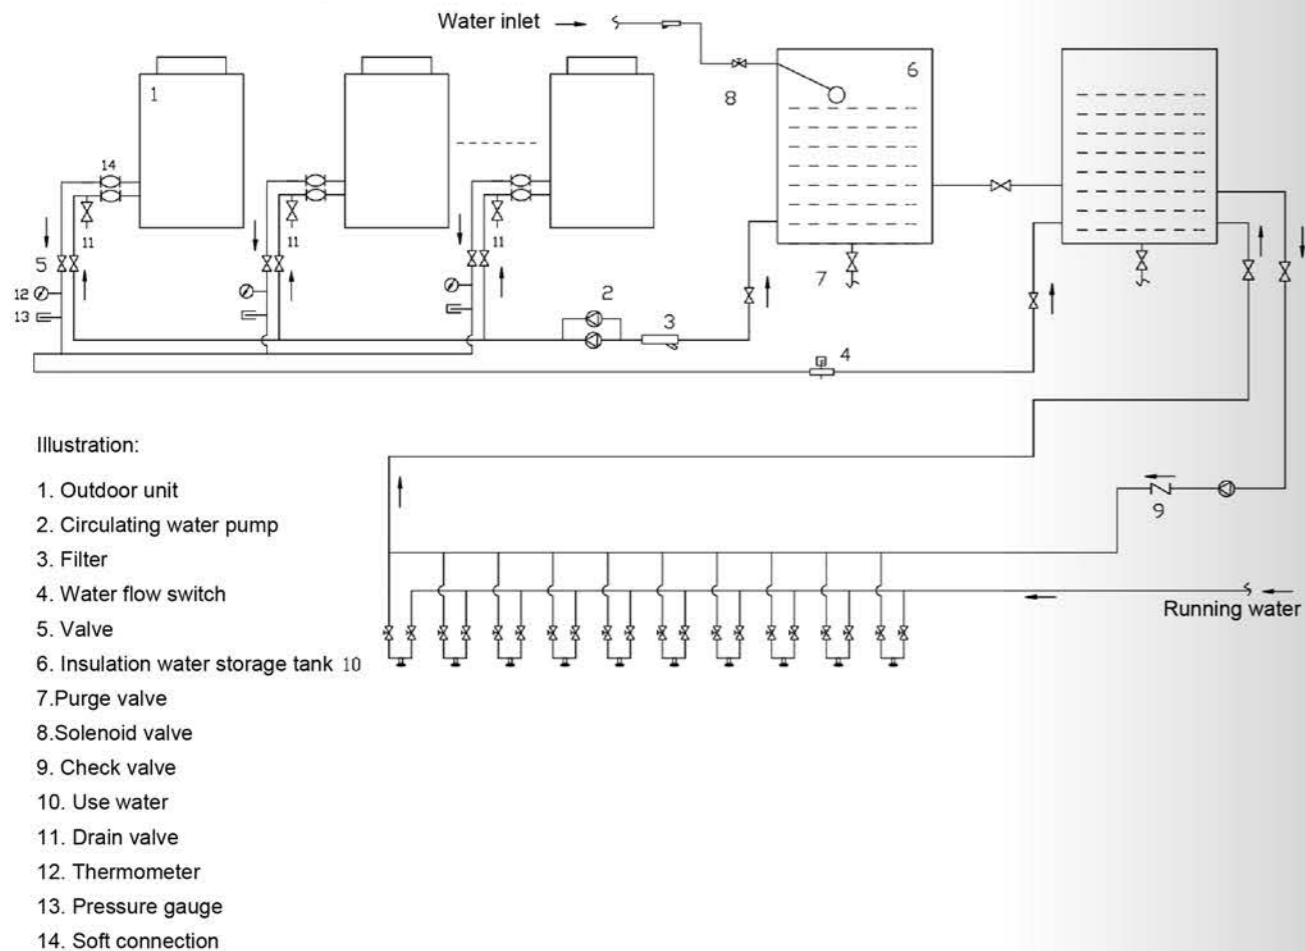 Water inlet
1
6
8
14
11
11
11
5
12
13
2
3
7
4
Illustration:
1. Outdoor unit
2. Circulating water pump
3. Filter
4. Water flow switch
5. Valve
6. Insulation water storage tank 10
7.Purge valve
8.Solenoid valve
9. Check valve
10. Use water
11. Drain valve
12. Thermometer
13. Pressure gauge
14. Soft connection
9
Running water